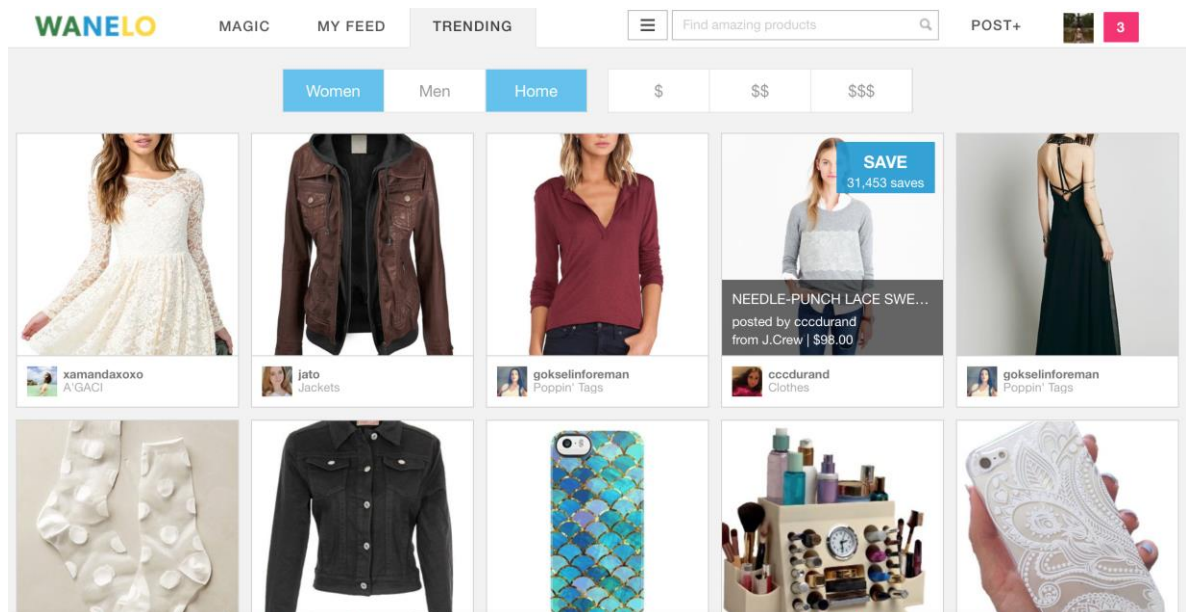 WANELO
MAGIC
MY FEED
TRENDING
Find amazing products
POST+
3
Women
Men
Home
$
$$
$$$
SAVE
31,453 saves
NEEDLE-PUNCH LACE SWE...
posted by cccdurand
from J.Crew | $98.00
xamandaxoxo
A'GACI
jato
Jackets
gokselinforeman
Poppin' Tags
cccdurand
Clothes
gokselinforeman
Poppin' Tags